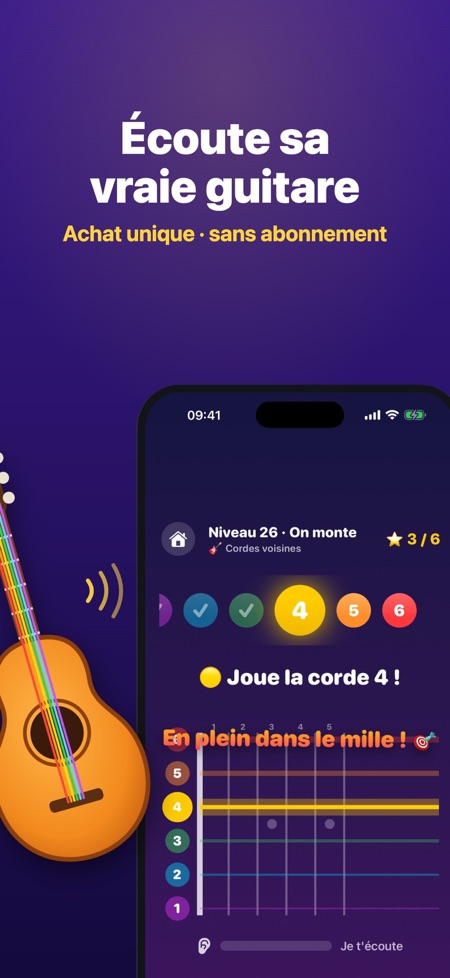 Écoute sa
vraie guitare
Achat unique · sans abonnement
09:41
Niveau 26 · On monte
Cordes voisines
3 / 6
4
5
6
Joue la corde 4 !
1 2 3 4 5
En plein dans le mille !
6
5
4
3
2
1
Je t'écoute